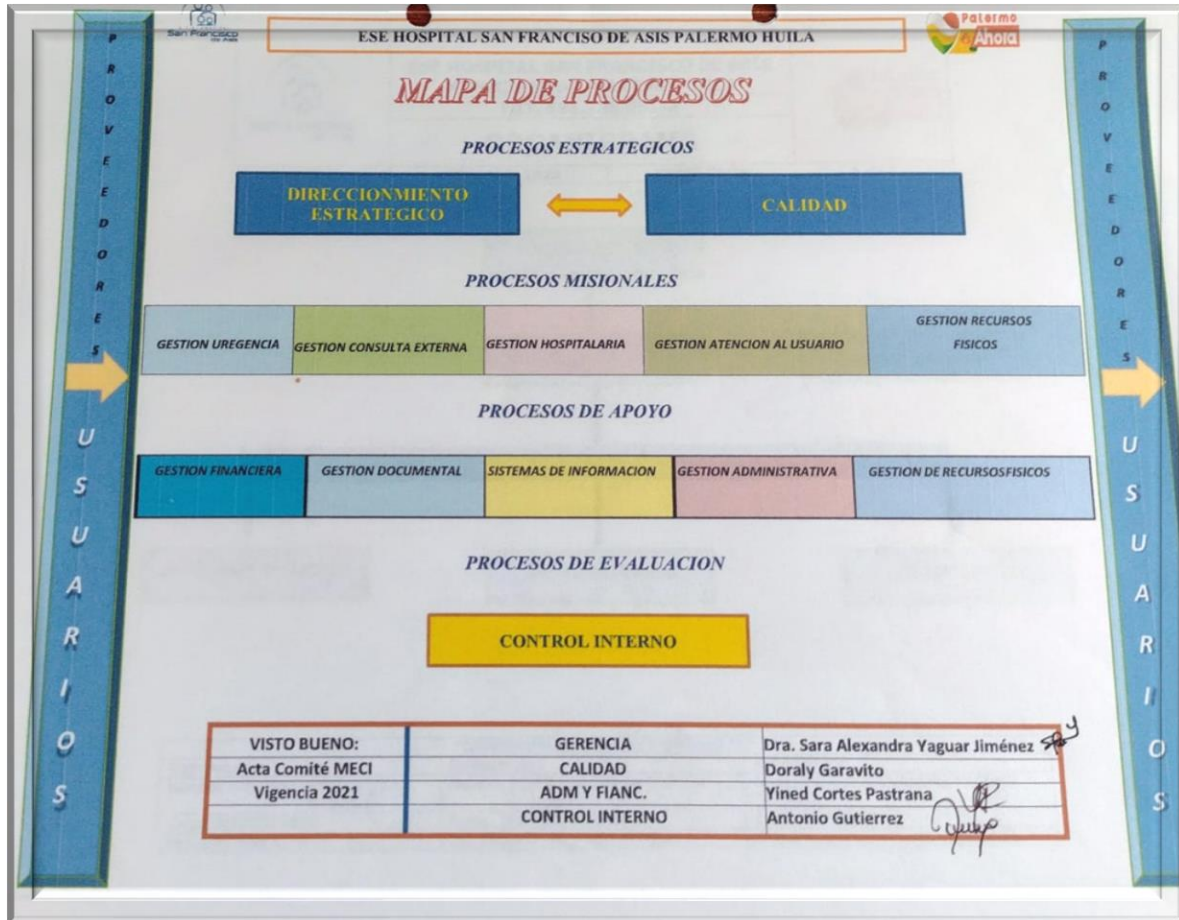 San Francisco
de Asís
ESE HOSPITAL SAN FRANCISO DE ASIS PALERMO HUILA
Palermo
Ahora
MAPA DE PROCESOS
PROVEEDORES USUARIOS
PROCESOS ESTRATEGICOS
DIRECCIONMIENTO
ESTRATEGICO
CALIDAD
PROCESOS MISIONALES
GESTION UREGENCIA
GESTION CONSULTA EXTERNA
GESTION HOSPITALARIA
GESTION ATENCION AL USUARIO
GESTION RECURSOS
FISICOS
PROCESOS DE APOYO
GESTION FINANCIERA
GESTION DOCUMENTAL
SISTEMAS DE INFORMACION
GESTION ADMINISTRATIVA
GESTION DE RECURSOSFISICOS
PROCESOS DE EVALUACION
CONTROL INTERNO
PROVEEDORES USUARIOS
VISTO BUENO: GERENCIA Dra. Sara Alexandra Yaguar Jiménez
Acta Comité MECI CALIDAD Doraly Garavito
Vigencia 2021 ADM Y FIANC. Yined Cortes Pastrana
CONTROL INTERNO Antonio Gutierrez